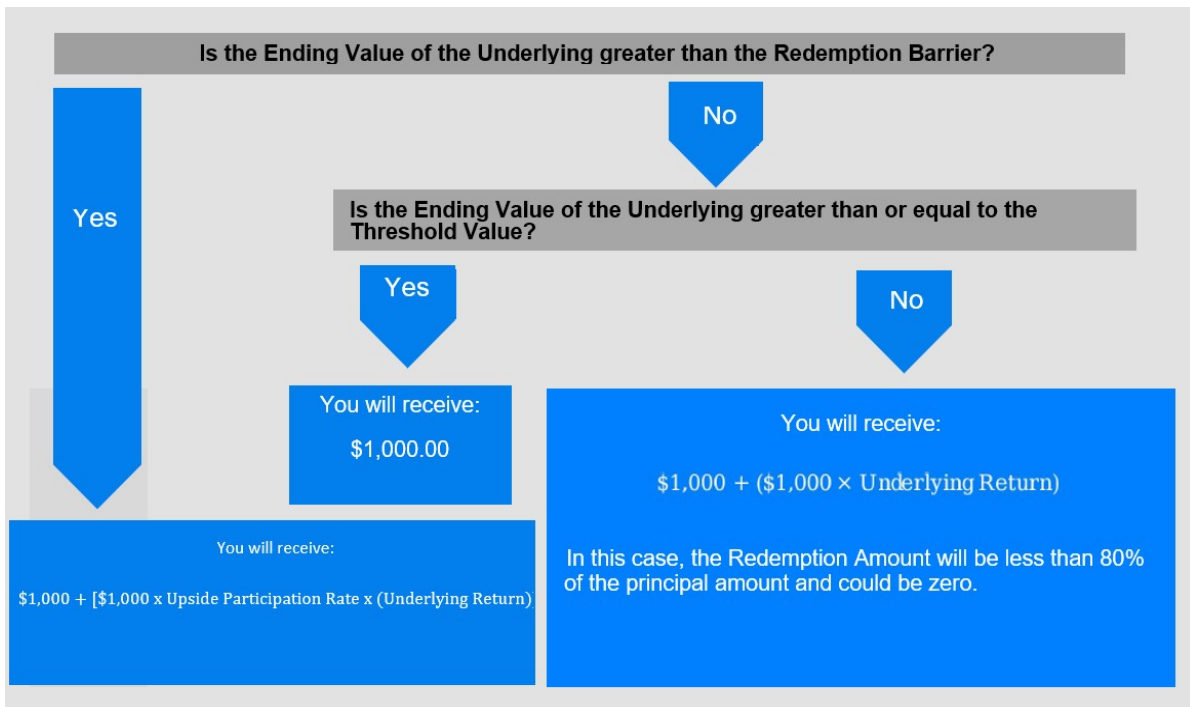 Is the Ending Value of the Underlying greater than the Redemption Barrier?
No
Yes
Is the Ending Value of the Underlying greater than or equal to the
Threshold Value?
Yes
No
You will receive:
$1,000.00
You will receive:
$1,000 + ($1,000 × Underlying Return)
In this case, the Redemption Amount will be less than 80%
of the principal amount and could be zero.
You will receive:
$1,000 + [$1,000 x Upside Participation Rate x (Underlying Return)